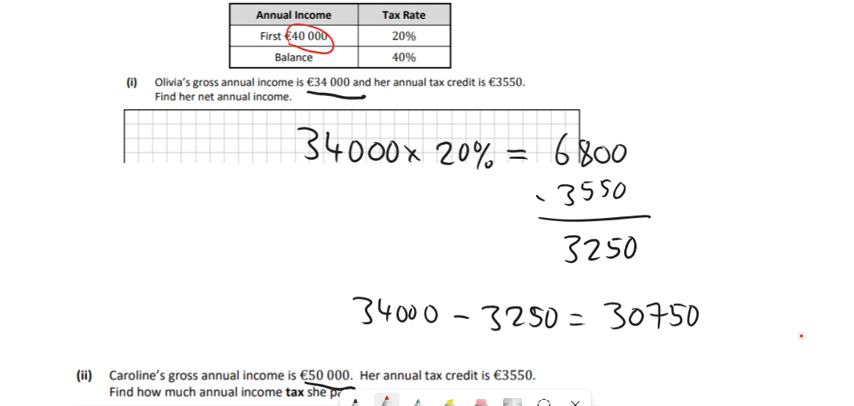 Annual Income Tax Rate
First €40 000 20%
Balance 40%
(i) Olivia's gross annual income is €34 000 and her annual tax credit is €3550.
Find her net annual income.
34000 x 20% = 6800
- 3550
3250
34000 - 3250 = 30750
(ii) Caroline's gross annual income is €50 000. Her annual tax credit is €3550.
Find how much annual income tax she